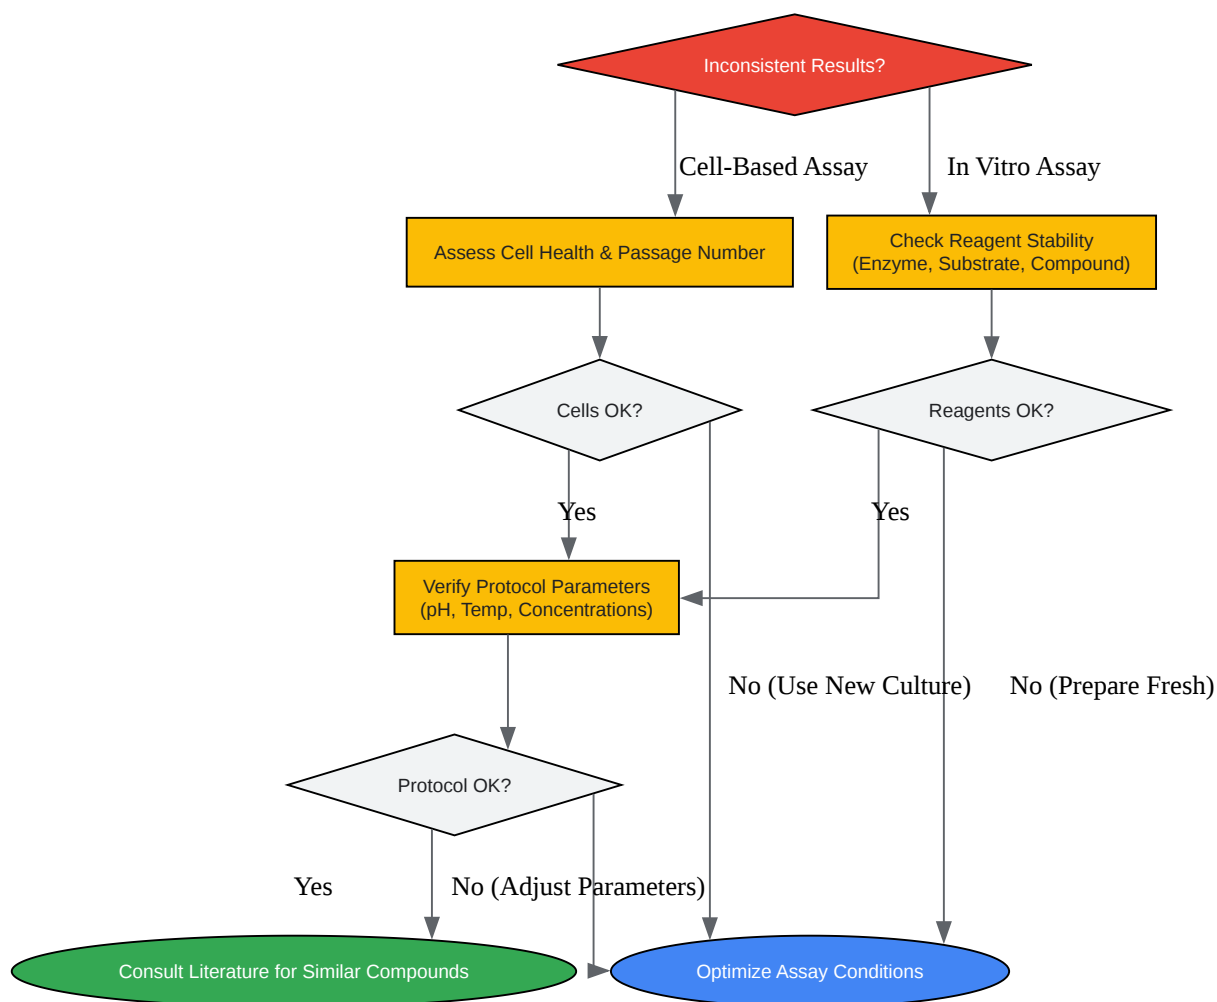 Inconsistent Results?
Cell-Based Assay
In Vitro Assay
Assess Cell Health & Passage Number
Check Reagent Stability
(Enzyme, Substrate, Compound)
Cells OK?
Reagents OK?
Yes
Yes
Verify Protocol Parameters
(pH, Temp, Concentrations)
No (Use New Culture)
No (Prepare Fresh)
Protocol OK?
Yes
No (Adjust Parameters)
Consult Literature for Similar Compounds
Optimize Assay Conditions